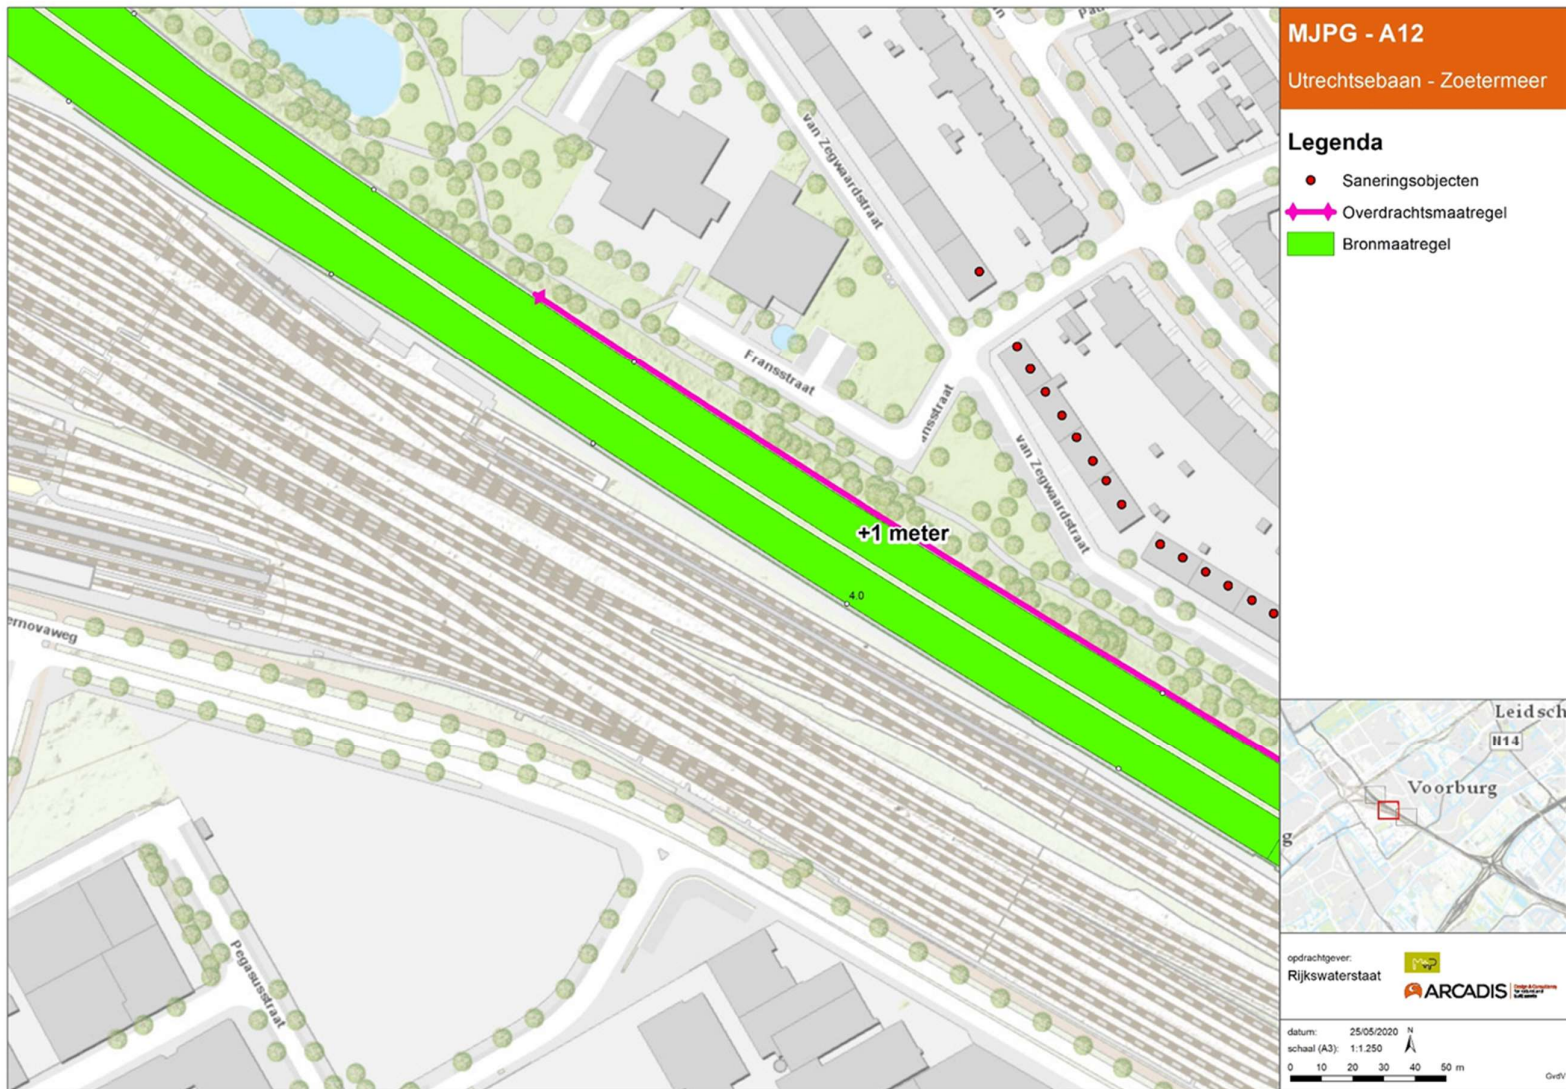 van Zegwaardstraat
Fransstraat
ansstraat
van Zegwaardstraat
+1 meter
4.0
ernovaweg
Pegasusstraat
MJPG - A12
Utrechtsebaan - Zoetermeer
Legenda
Saneringsobjecten
Overdrachtsmaatregel
Bronmaatregel
Leidsch
N14
Voorburg
g
opdrachtgever:
Rijkswaterstaat
ARCADIS
datum: 25/05/2020 N
schaal (A3): 1:1.250
0 10 20 30 40 50 m